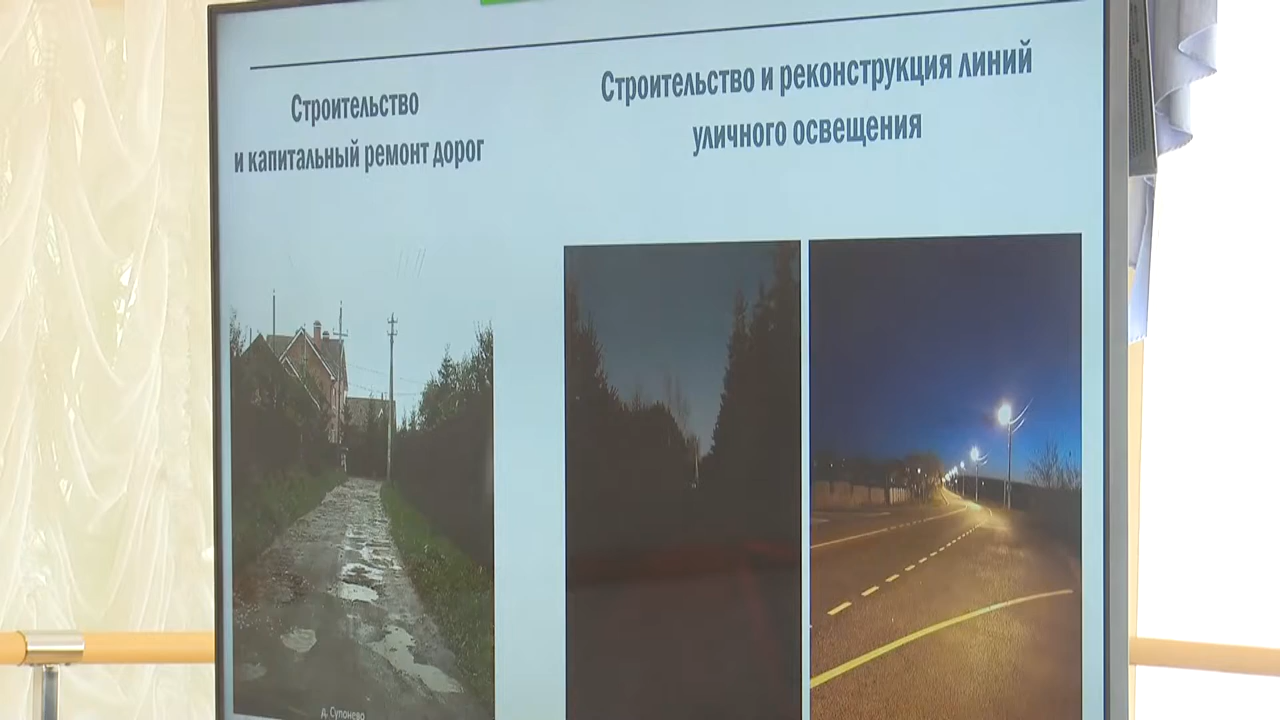 Строительство
и капитальный ремонт дорог
Строительство и реконструкция линий
уличного освещения
д. Супонево